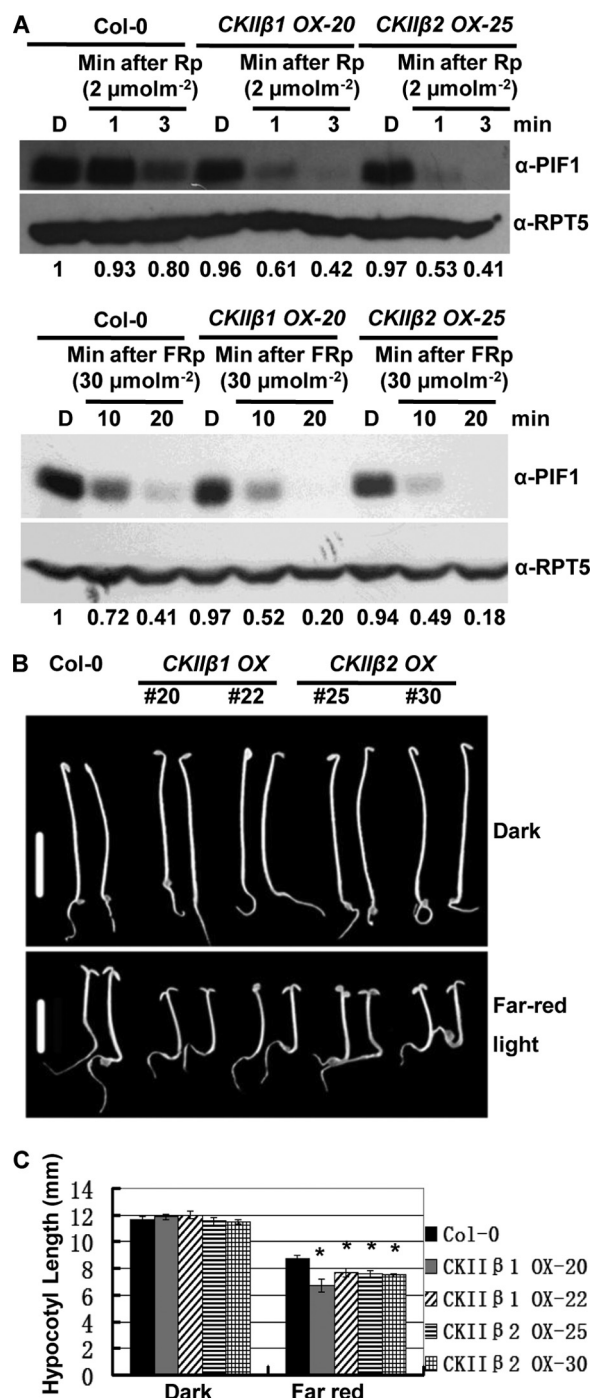 A
Col-0 CKIIβ1 OX-20 CKIIβ2 OX-25
Min after Rp Min after Rp Min after Rp
(2 µmolm-2) (2 µmolm-2) (2 µmolm-2)
D 1 3 D 1 3 D 1 3 min
α-PIF1
α-RPT5
1 0.93 0.80 0.96 0.61 0.42 0.97 0.53 0.41
Col-0 CKIIβ1 OX-20 CKIIβ2 OX-25
Min after FRp Min after FRp Min after FRp
(30 µmolm-2) (30 µmolm-2) (30 µmolm-2)
D 10 20 D 10 20 D 10 20 min
α-PIF1
α-RPT5
1 0.72 0.41 0.97 0.52 0.20 0.94 0.49 0.18
B
Col-0 CKIIβ1 OX CKIIβ2 OX
#20 #22 #25 #30
Dark
Far-red
light
C
Hypocotyl Length (mm)
14
12
10
8
6
4
2
0
* * * *
Dark Far red
Col-0
CKIIβ1 OX-20
CKIIβ1 OX-22
CKIIβ2 OX-25
CKIIβ2 OX-30